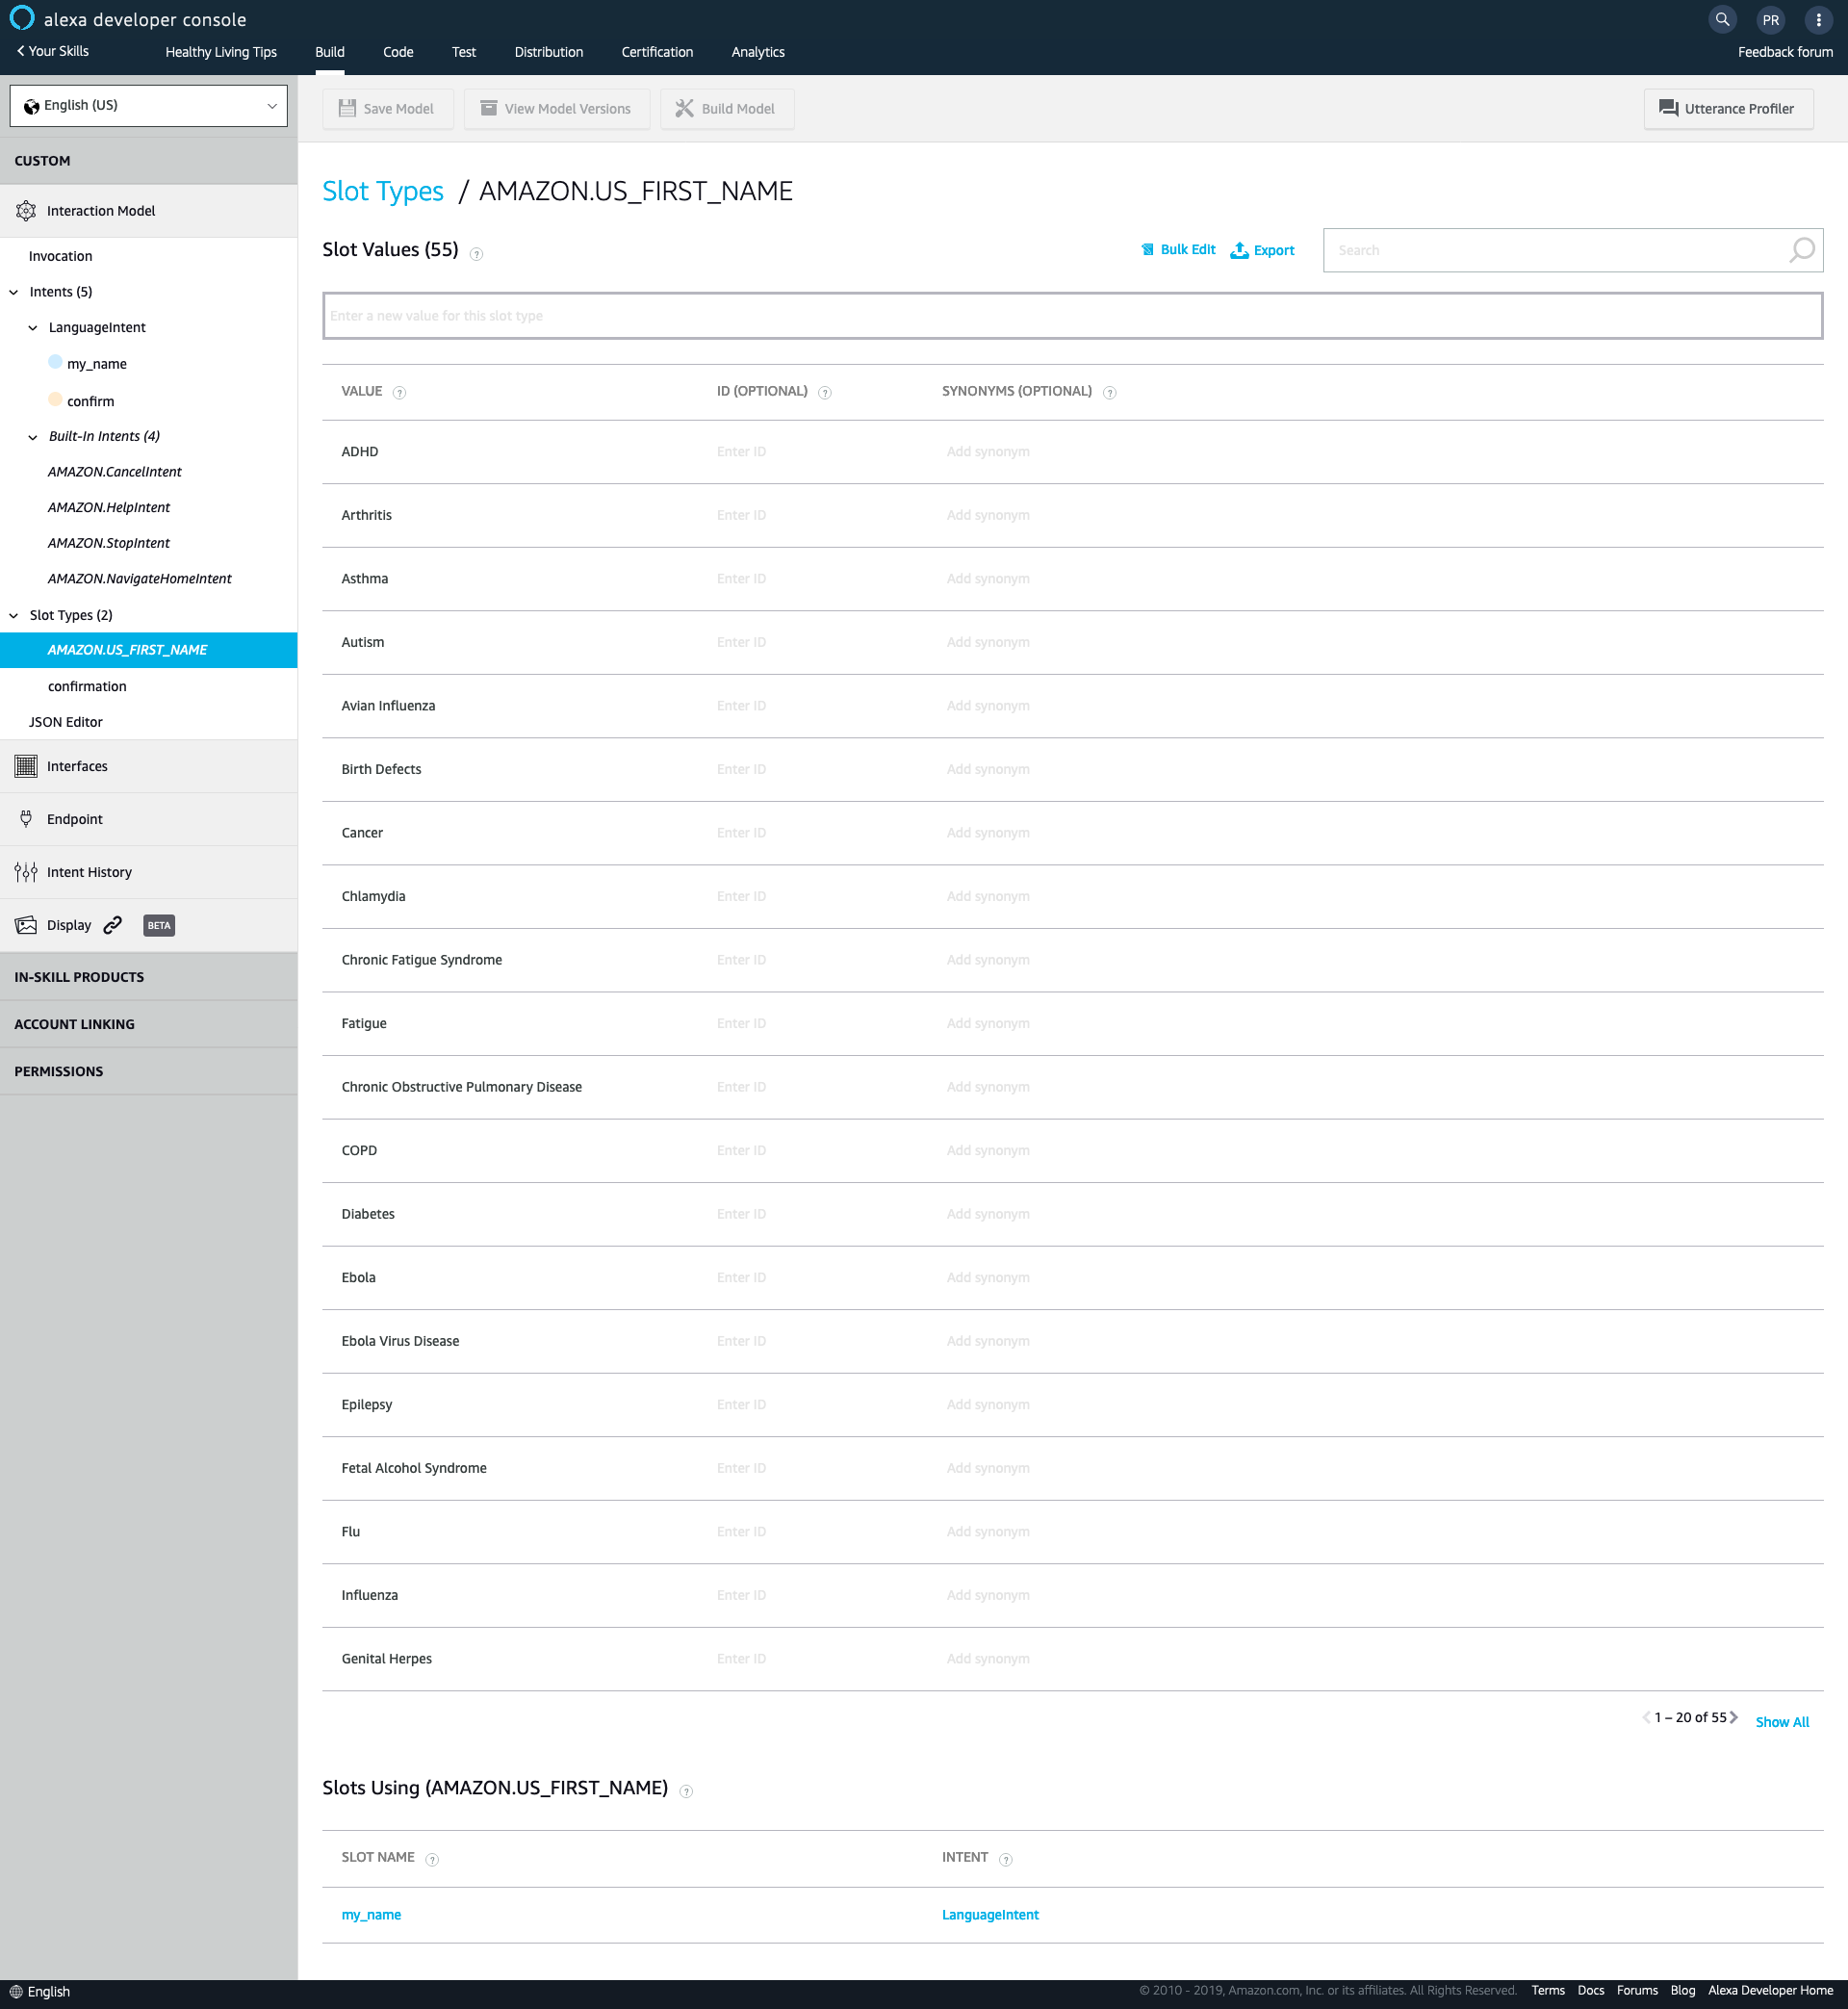 alexa developer console
PR
Your Skills
Healthy Living Tips
Build
Code
Test
Distribution
Certification
Analytics
Feedback forum
English (US)
CUSTOM
Interaction Model
Invocation
Intents (5)
LanguageIntent
my_name
confirm
Built-In Intents (4)
AMAZON.CancelIntent
AMAZON.HelpIntent
AMAZON.StopIntent
AMAZON.NavigateHomeIntent
Slot Types (2)
AMAZON.US_FIRST_NAME
confirmation
JSON Editor
Interfaces
Endpoint
Intent History
Display BETA
IN-SKILL PRODUCTS
ACCOUNT LINKING
PERMISSIONS
Save Model
View Model Versions
Build Model
Utterance Profiler
Slot Types / AMAZON.US_FIRST_NAME
Slot Values (55) ?
Bulk Edit
Export
Search
Enter a new value for this slot type
VALUE ? ID (OPTIONAL) ? SYNONYMS (OPTIONAL) ?
ADHD Enter ID Add synonym
Arthritis Enter ID Add synonym
Asthma Enter ID Add synonym
Autism Enter ID Add synonym
Avian Influenza Enter ID Add synonym
Birth Defects Enter ID Add synonym
Cancer Enter ID Add synonym
Chlamydia Enter ID Add synonym
Chronic Fatigue Syndrome Enter ID Add synonym
Fatigue Enter ID Add synonym
Chronic Obstructive Pulmonary Disease Enter ID Add synonym
COPD Enter ID Add synonym
Diabetes Enter ID Add synonym
Ebola Enter ID Add synonym
Ebola Virus Disease Enter ID Add synonym
Epilepsy Enter ID Add synonym
Fetal Alcohol Syndrome Enter ID Add synonym
Flu Enter ID Add synonym
Influenza Enter ID Add synonym
Genital Herpes Enter ID Add synonym
1 – 20 of 55
Show All
Slots Using (AMAZON.US_FIRST_NAME) ?
SLOT NAME ? INTENT ?
my_name LanguageIntent
English
© 2010 - 2019, Amazon.com, Inc. or its affiliates. All Rights Reserved. Terms Docs Forums Blog Alexa Developer Home